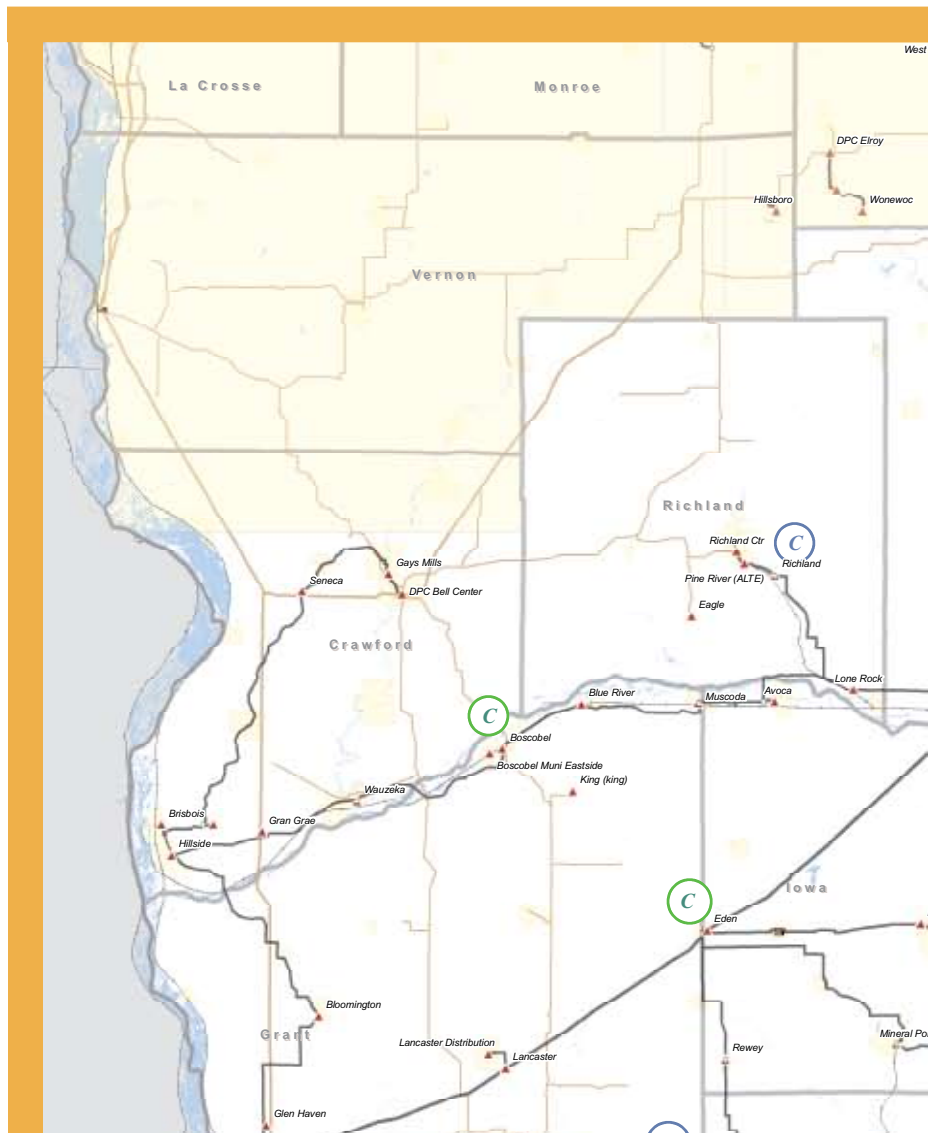 West
La Crosse
Monroe
DPC Elroy
Hillsboro
Wonewoc
Vernon
Richland
C
Richland Ctr
Richland
Gays Mills
Pine River (ALTE)
Seneca
DPC Bell Center
Eagle
Crawford
Lone Rock
Blue River
Muscoda
Avoca
C
Boscobel
Boscobel Muni Eastside
King (king)
Wauzeka
Brisbois
Gran Grae
Hillside
Iowa
C
Eden
Bloomington
Grant
Lancaster Distribution
Mineral Po
Rewey
Lancaster
Glen Haven